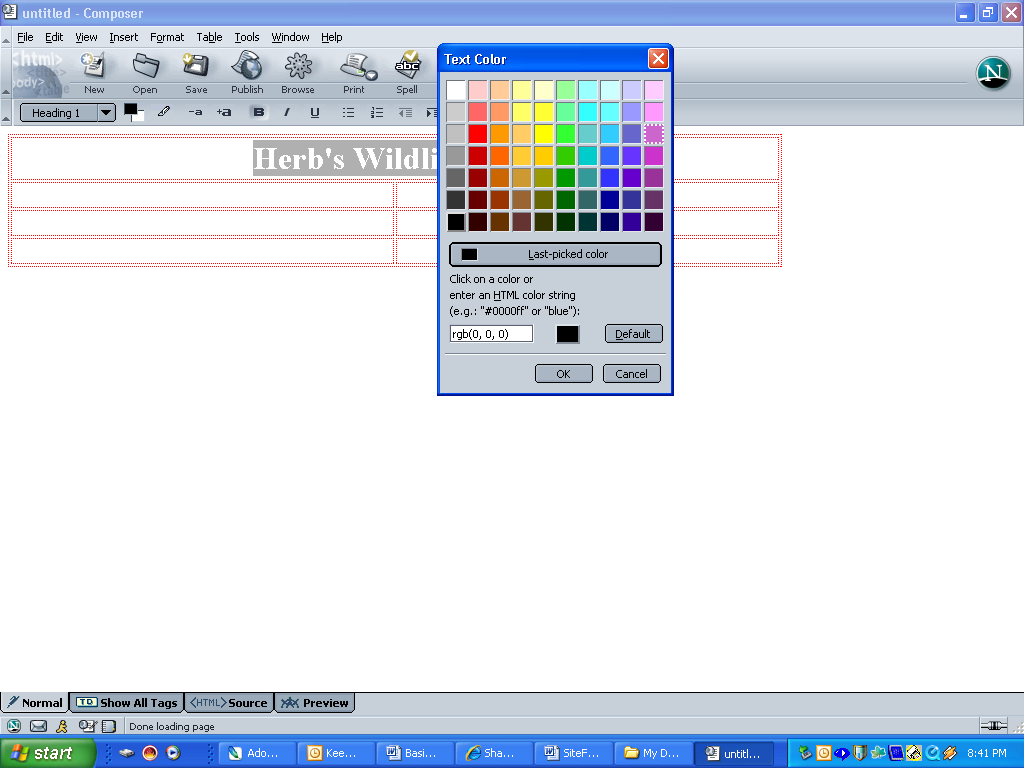 untitled - Composer
File Edit View Insert Format Table Tools Window Help
New Open Save Publish Browse Print Spell
N
Heading 1
-a +a B I U
Herb's
Text Color
Last-picked color
Click on a color or
enter an HTML color string
(e.g.: "#0000ff" or "blue"):
rgb(0, 0, 0)
Default
OK Cancel
Normal TD Show All Tags <HTML> Source Preview
Done loading page
start Ado... Kee... Basi... Sha... SiteF... My D... untitl... 8:41 PM